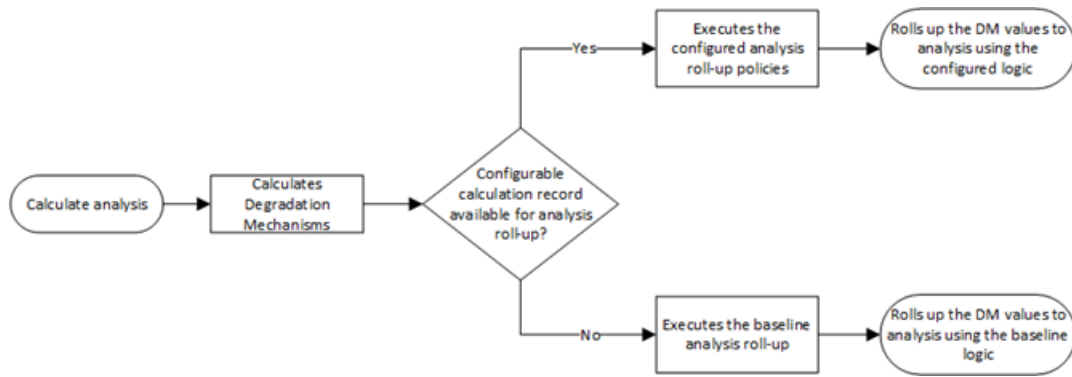 Calculate analysis
Calculates
Degradation
Mechanisms
Configurable
calculation record
available for analysis
roll-up?
Yes
Executes the
configured analysis
roll-up policies
Rolls up the DM values to
analysis using the
configured logic
No
Executes the baseline
analysis roll-up
Rolls up the DM values to
analysis using the baseline
logic